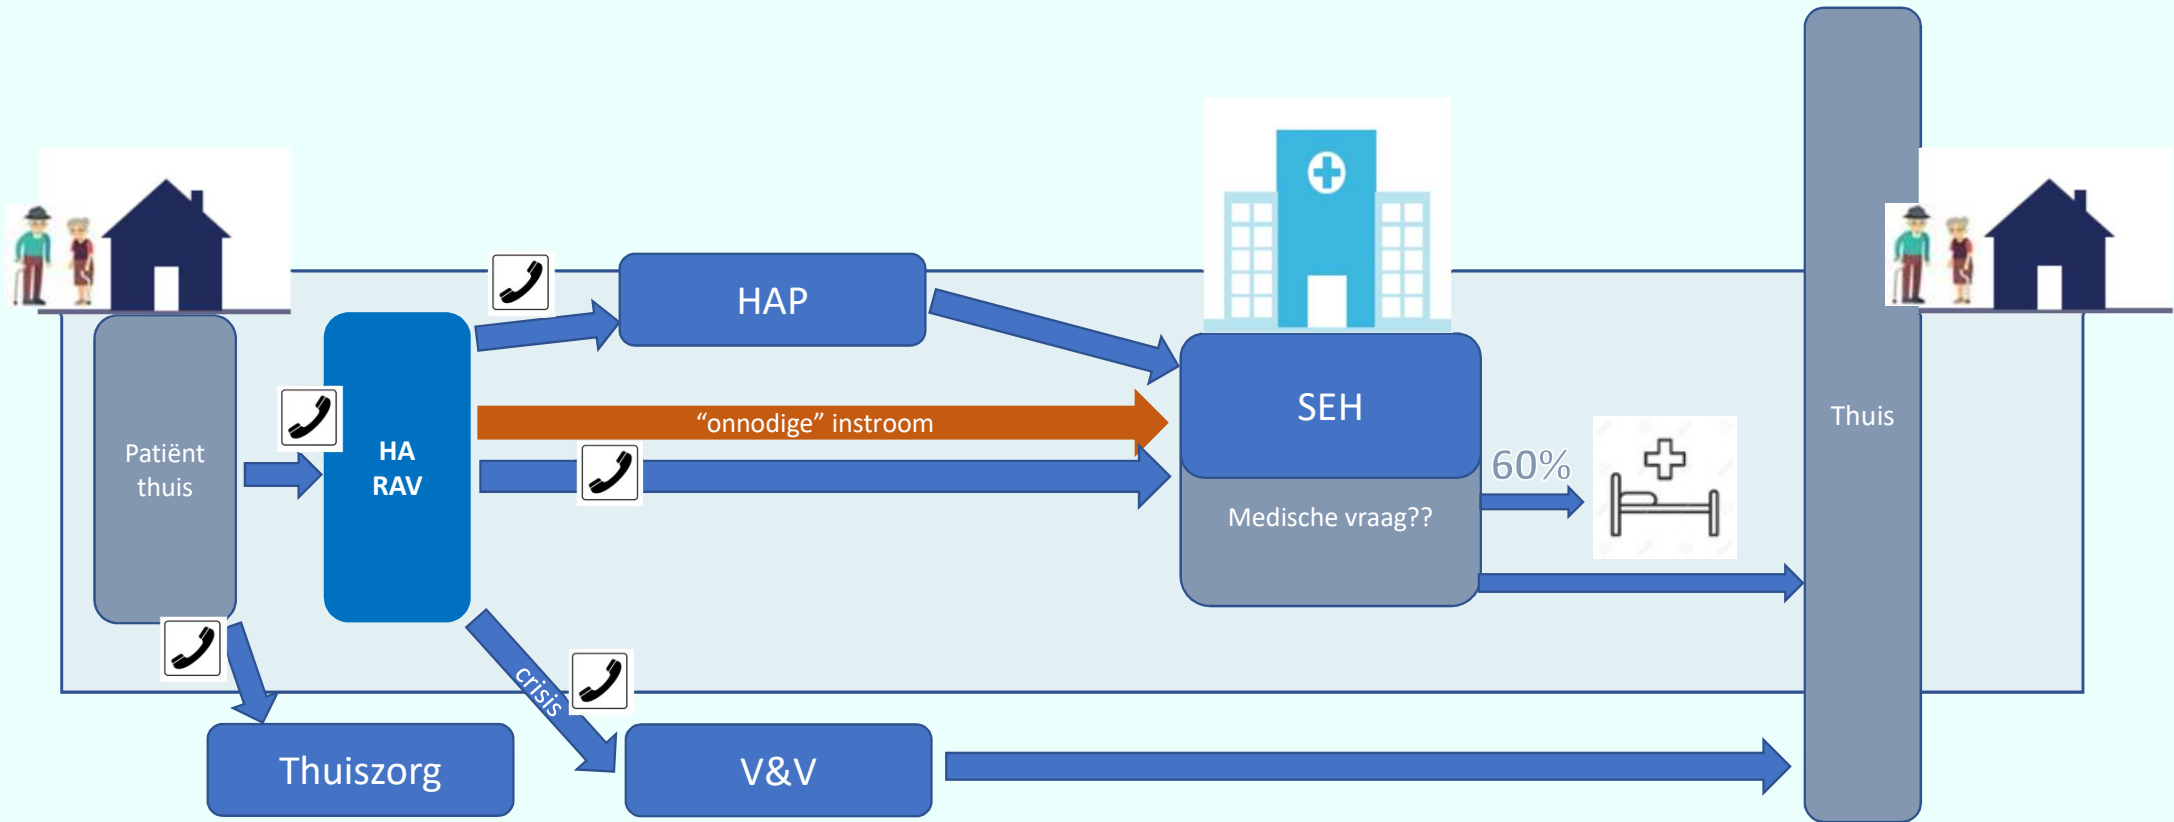 HAP
“onnodige” instroom
SEH
Thuis
Patiënt
thuis
HA
RAV
60%
Medische vraag??
crisis
Thuiszorg
V&V